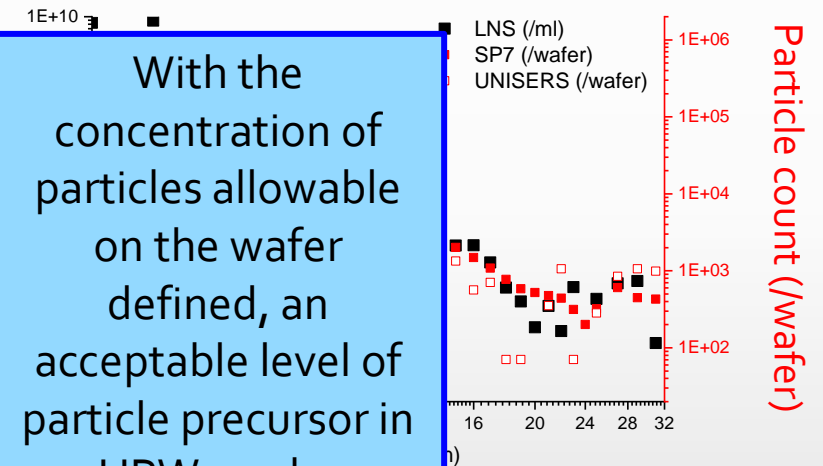 1E+10
LNS (/ml)
SP7 (/wafer)
UNISERS (/wafer)
With the
concentration of
particles allowable
on the wafer
defined, an
acceptable level of
particle precursor in
1E+06
1E+05
1E+04
1E+03
1E+02
Particle count (/wafer)
16 20 24 28 32